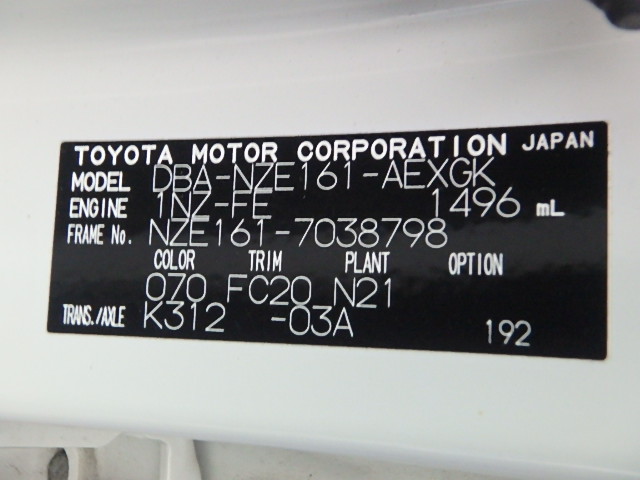 TOYOTA MOTOR CORPORATION JAPAN
MODEL DBA-NZE161-AEXGK
ENGINE 1NZ-FE 1496 mL
FRAME No. NZE161-7038798
COLOR TRIM PLANT OPTION
070 FC20 N21
TRANS./AXLE K312 -03A
192